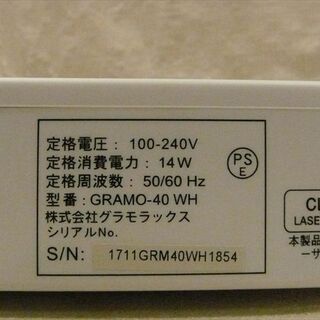 定格電圧： 100-240V
定格消費電力：14W
定格周波数： 50/60 Hz
型番：GRAMO-40 WH
株式会社グラモラックス
シリアルNo.
S/N: 1711GRM40WH1854
PS
E
CL
LASE
本製品
ーザ